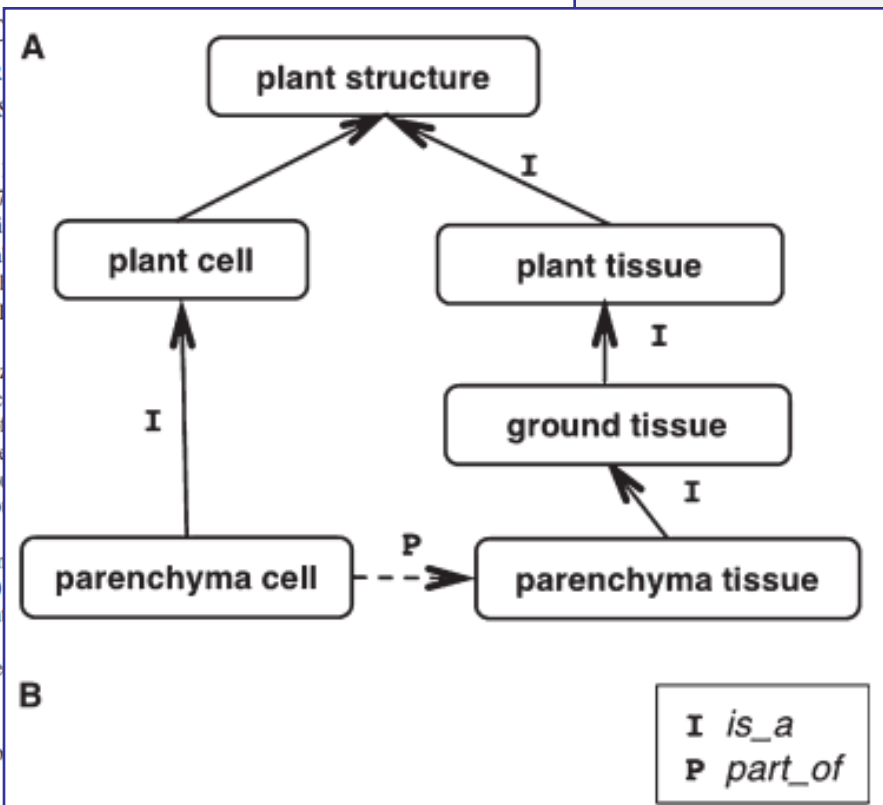 A
plant structure
I
plant cell
plant tissue
I
I
ground tissue
I
P
parenchyma cell
parenchyma tissue
B
I is_a
P part_of